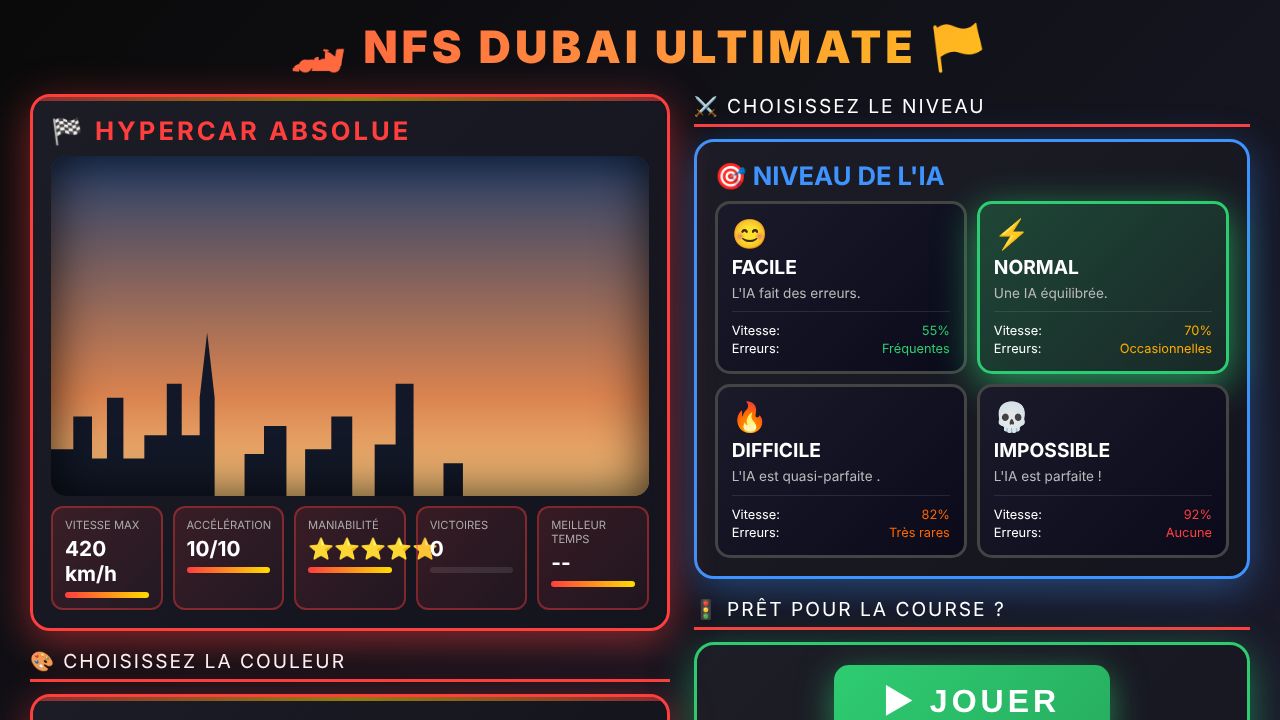 NFS DUBAI ULTIMATE
HYPERCAR ABSOLUE
VITESSE MAX
420
km/h
ACCÉLÉRATION
10/10
MANIABILITÉ
VICTOIRES
0
MEILLEUR
TEMPS
--
CHOISISSEZ LA COULEUR
CHOISISSEZ LE NIVEAU
NIVEAU DE L'IA
FACILE
L'IA fait des erreurs.
Vitesse: 55%
Erreurs: Fréquentes
NORMAL
Une IA équilibrée.
Vitesse: 70%
Erreurs: Occasionnelles
DIFFICILE
L'IA est quasi-parfaite .
Vitesse: 82%
Erreurs: Très rares
IMPOSSIBLE
L'IA est parfaite !
Vitesse: 92%
Erreurs: Aucune
PRÊT POUR LA COURSE ?
JOUER